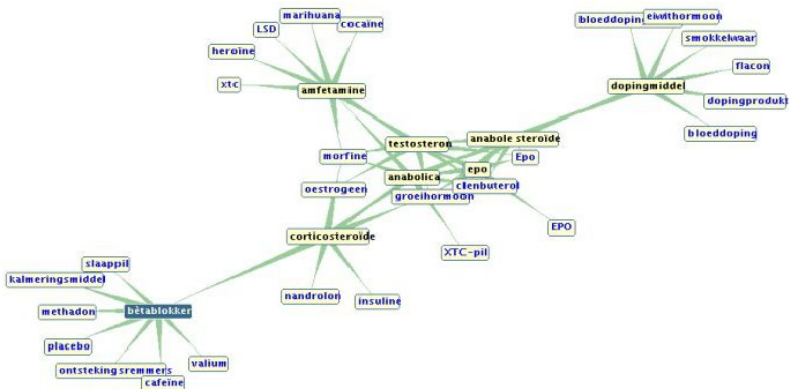 marihuana
cocaïne
LSD
heroïne
xtc
amfetamine
bloeddoping
eiwithormoon
smokkelwaar
flacon
dopingmiddel
dopingprodukt
bloeddoping
testosteron
anabole steroïde
morfine
Epo
epo
anabolica
clenbuterol
oestrogeen
groeihormoon
EPO
corticosteroïde
XTC-pil
slaappil
kalmeringsmiddel
nandrolon
insuline
methadon
bètablokker
placebo
valium
ontstekingsremmers
cafeïne